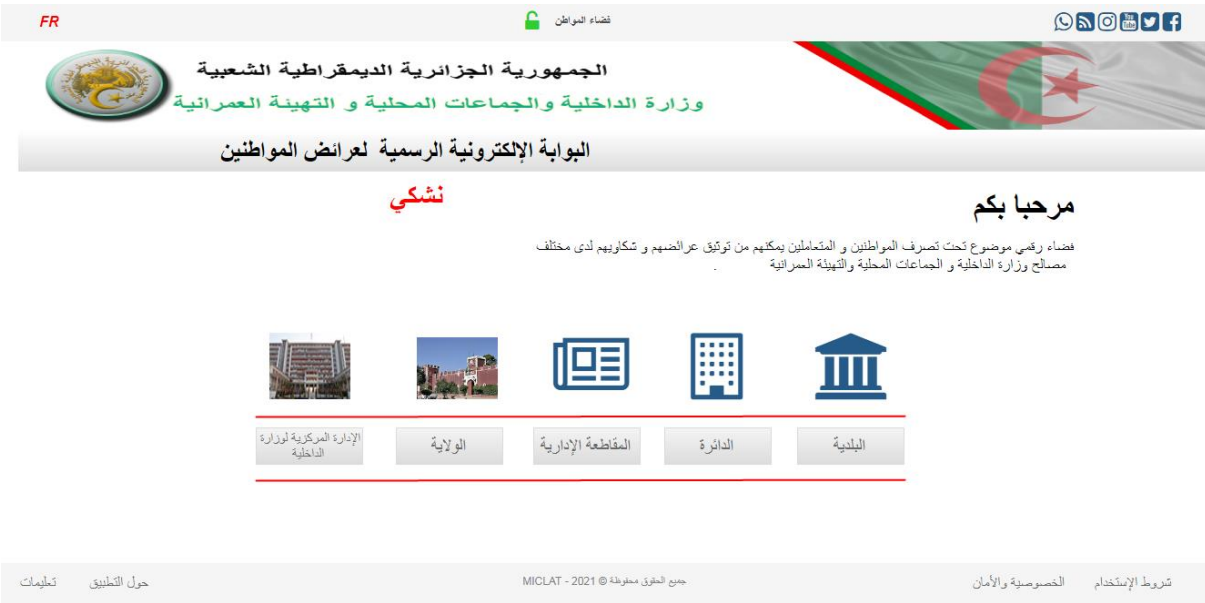 فضاء المواطن
FR
الجمهورية الجزائرية الديمقراطية الشعبية
وزارة الداخلية والجماعات المحلية و التهيئة العمرانية
البوابة الإلكترونية الرسمية لعرائض المواطنين
مرحبا بكم
نشكي
فضاء رقمي موضوع تحت تصرف المواطنين و المتعاملين يمكنهم من توثيق عرائضهم و شكاويهم لدى مختلف
مصالح وزارة الداخلية و الجماعات المحلية والتهيئة العمرانية .
البلدية
الدائرة
المقاطعة الإدارية
الولاية
الإدارة المركزية لوزارة
الداخلية
شروط الإستخدام
الخصوصية والأمان
جميع الحقوق محفوظة © MICLAT - 2021
حول التطبيق
تعليمات